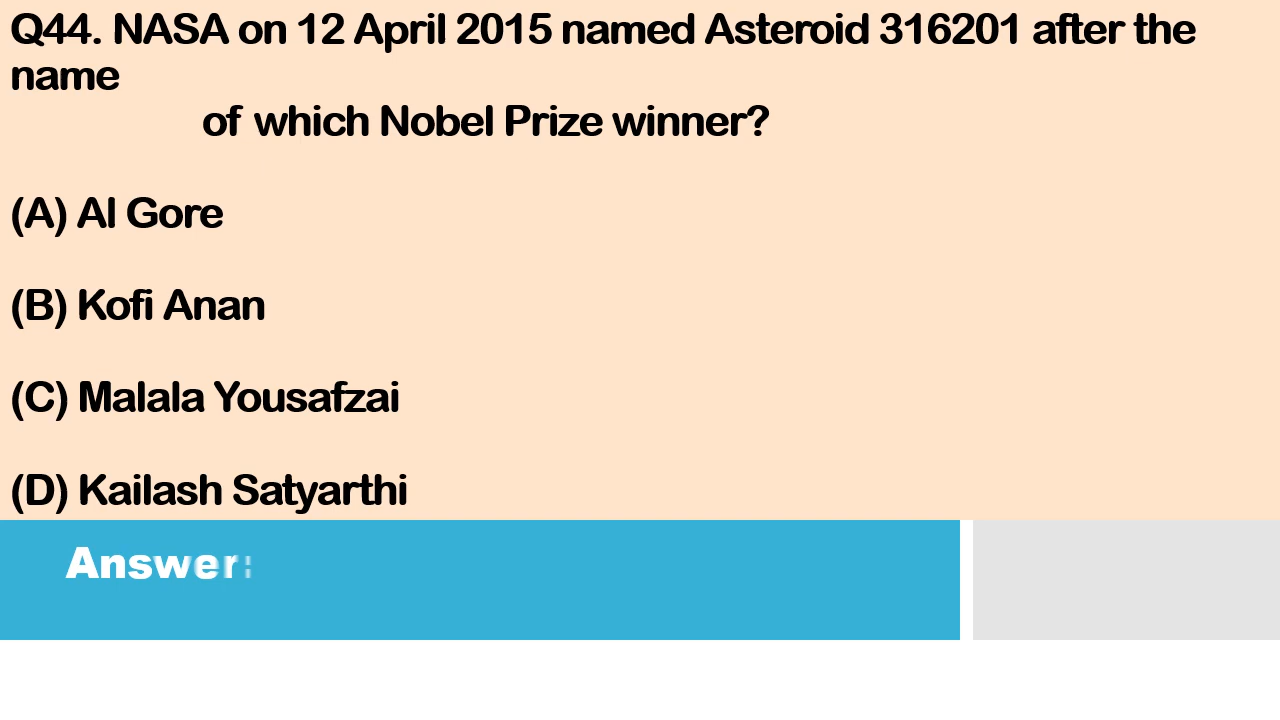 Q44. NASA on 12 April 2015 named Asteroid 316201 after the
name
of which Nobel Prize winner?
(A) Al Gore
(B) Kofi Anan
(C) Malala Yousafzai
(D) Kailash Satyarthi
Answer: